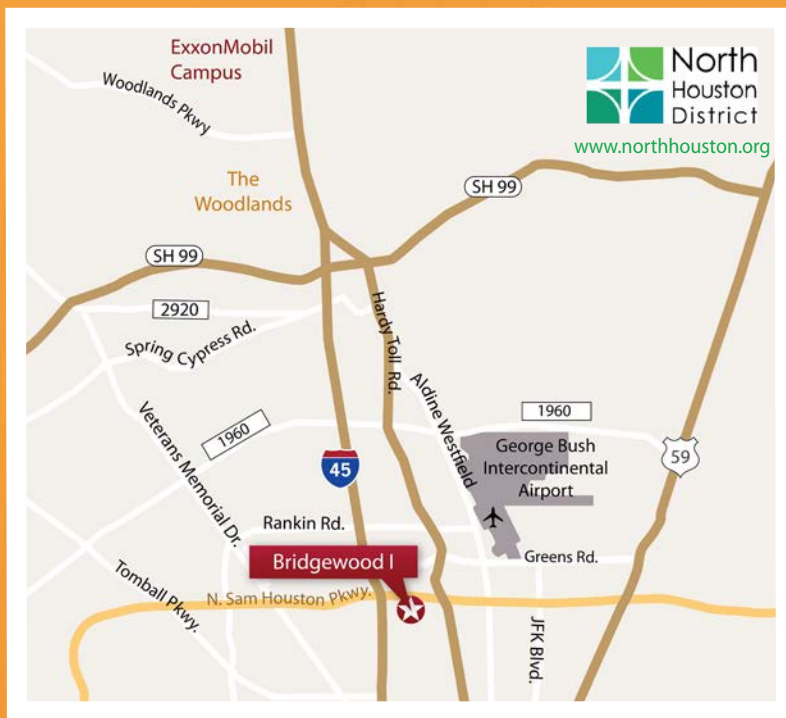 ExxonMobil
Campus
Woodlands Pkwy
North
Houston
District
www.northhouston.org
The
Woodlands
SH 99
SH 99
2920
Spring Cypress Rd.
Hardy Toll Rd.
Aldine Westfield
Veterans Memorial Dr.
1960
1960
George Bush
Intercontinental
Airport
59
45
Rankin Rd.
Greens Rd.
Bridgewood I
Tomball Pkwy.
N. Sam Houston Pkwy.
JFK Blvd.